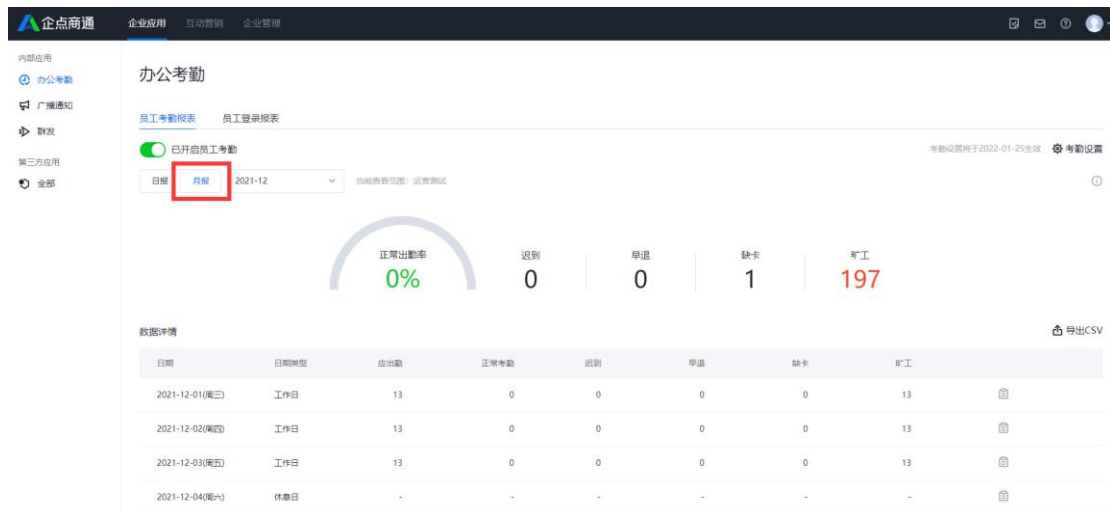 企点商通 企业应用 互动营销 企业管理
内部应用
办公考勤
广播通知
群发
第三方应用
全部
办公考勤
员工考勤报表 员工登录报表
已开启员工考勤 考勤设置将于2022-01-25生效 考勤设置
日报 月报 2021-12 当前查看范围：运营测试
正常出勤率 迟到 早退 缺卡 旷工
0% 0 0 1 197
数据详情 导出CSV
日期 日期类型 应出勤 正常考勤 迟到 早退 缺卡 旷工
2021-12-01(周三) 工作日 13 0 0 0 0 13
2021-12-02(周四) 工作日 13 0 0 0 0 13
2021-12-03(周五) 工作日 13 0 0 0 0 13
2021-12-04(周六) 休息日 - - - - - -